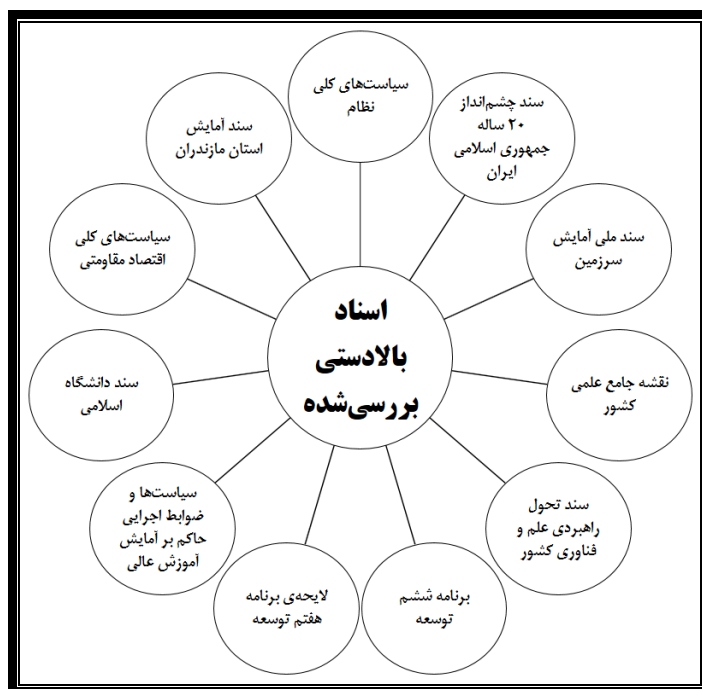 سیاست‌های کلی
نظام
سند چشم‌انداز
۲۰ ساله
جمهوری اسلامی
ایران
سند ملی آمایش
سرزمین
نقشه جامع علمی
کشور
سند تحول
راهبردی علم و
فناوری کشور
برنامه ششم
توسعه
لایحه‌ی برنامه
هفتم توسعه
سیاست‌ها و
ضوابط اجرایی
حاکم بر آمایش
آموزش عالی
سند دانشگاه
اسلامی
سیاست‌های کلی
اقتصاد مقاومتی
سند آمایش
استان مازندران
اسناد
بالادستی
بررسی‌شده